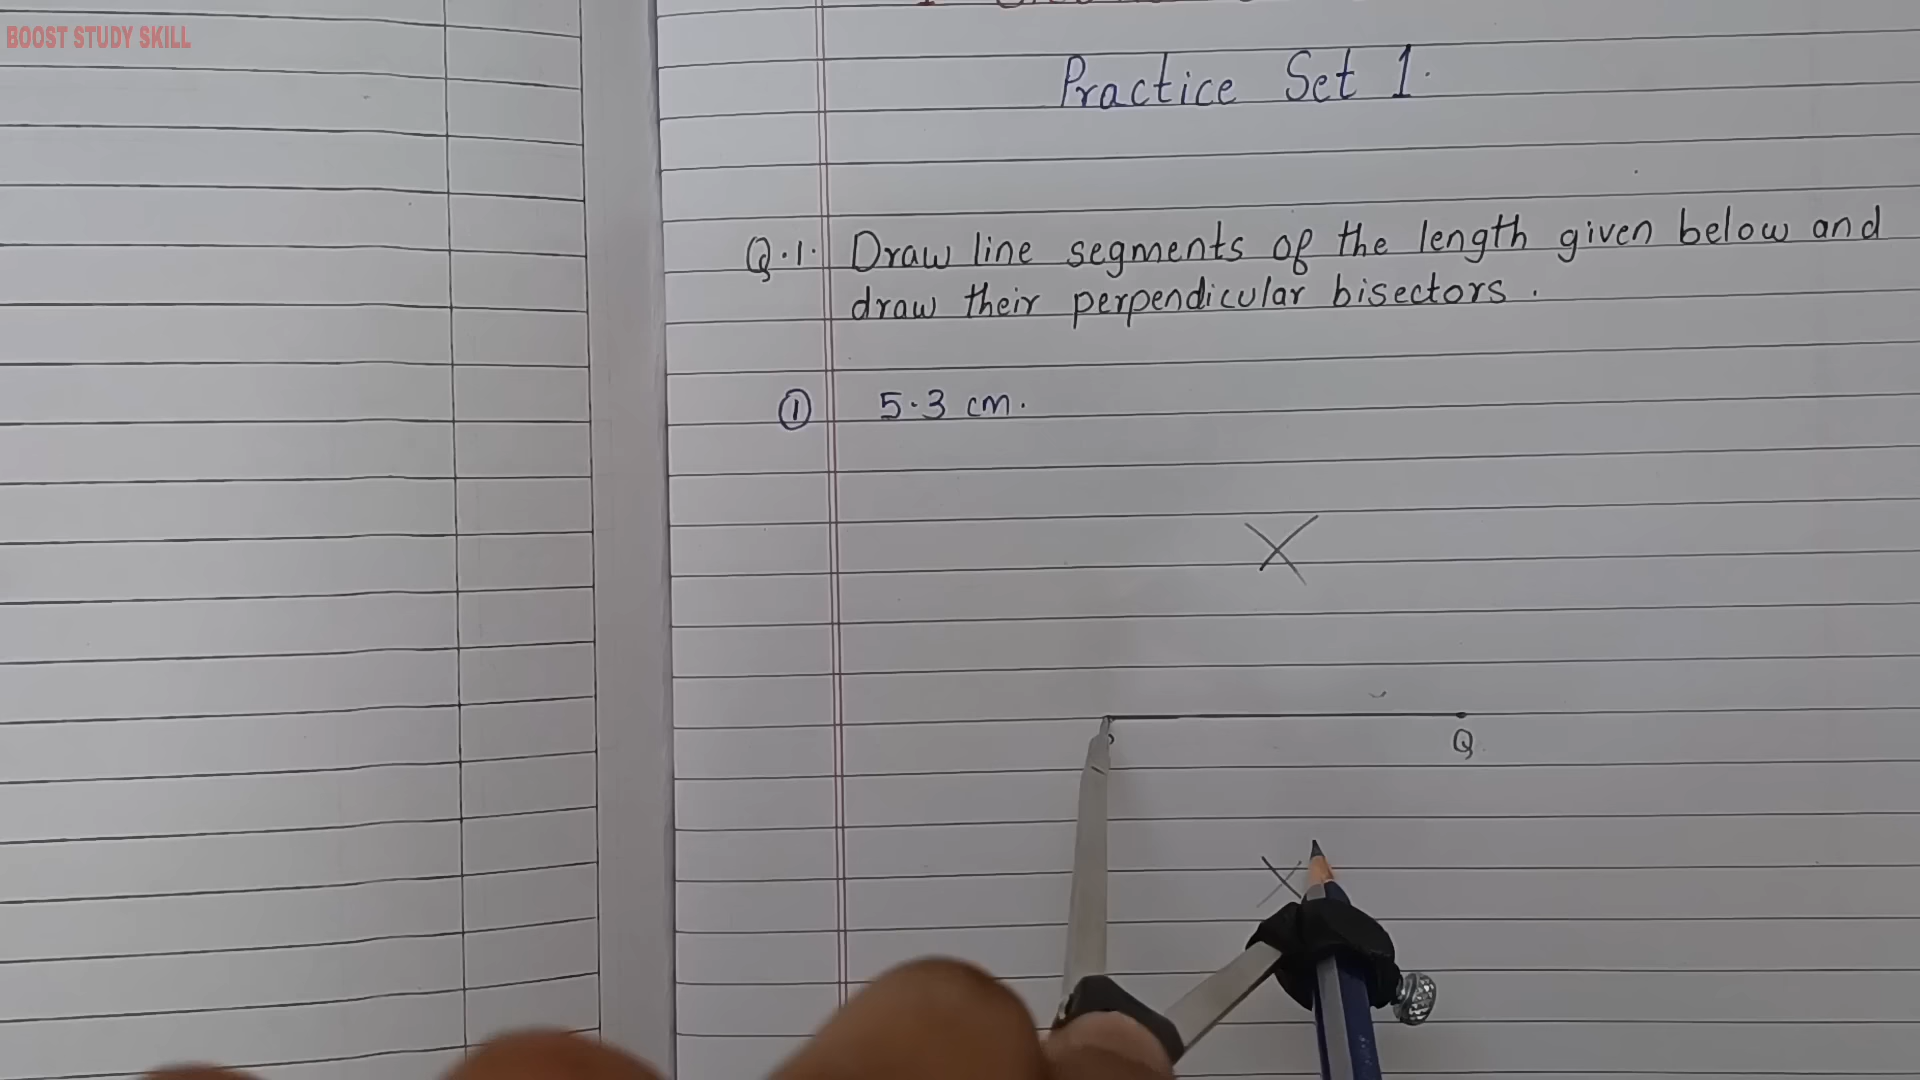 BOOST STUDY SKILL
Practice Set 1.
Q.1. Draw line segments of the length given below and
draw their perpendicular bisectors.
① 5.3 cm.
Q